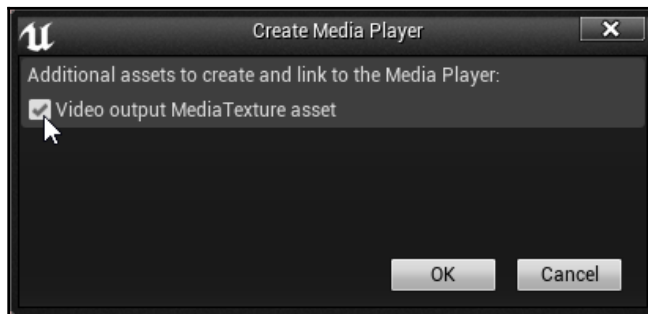 Create Media Player
Additional assets to create and link to the Media Player:
Video output MediaTexture asset
OK
Cancel